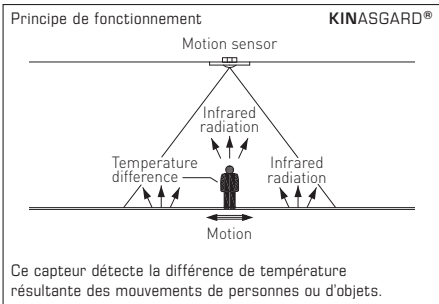 Principe de fonctionnement KINASGARD®
Motion sensor
Infrared
radiation
Temperature
difference
Infrared
radiation
Motion
Ce capteur détecte la différence de température
résultante des mouvements de personnes ou d'objets.